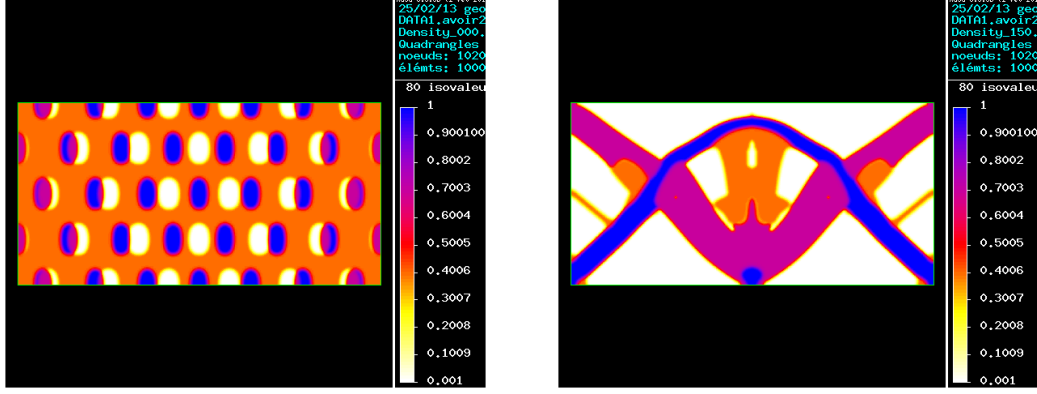 25/02/13 geo
DATA1.avoir2
Density_000.
Quadrangles
noeuds: 1020
élémts: 1000
80 isovaleu
1
0.900100
0.8002
0.7003
0.6004
0.5005
0.4006
0.3007
0.2008
0.1009
0.001
25/02/13 geo
DATA1.avoir2
Density_150.
Quadrangles
noeuds: 1020
élémts: 1000
80 isovaleu
1
0.900100
0.8002
0.7003
0.6004
0.5005
0.4006
0.3007
0.2008
0.1009
0.001